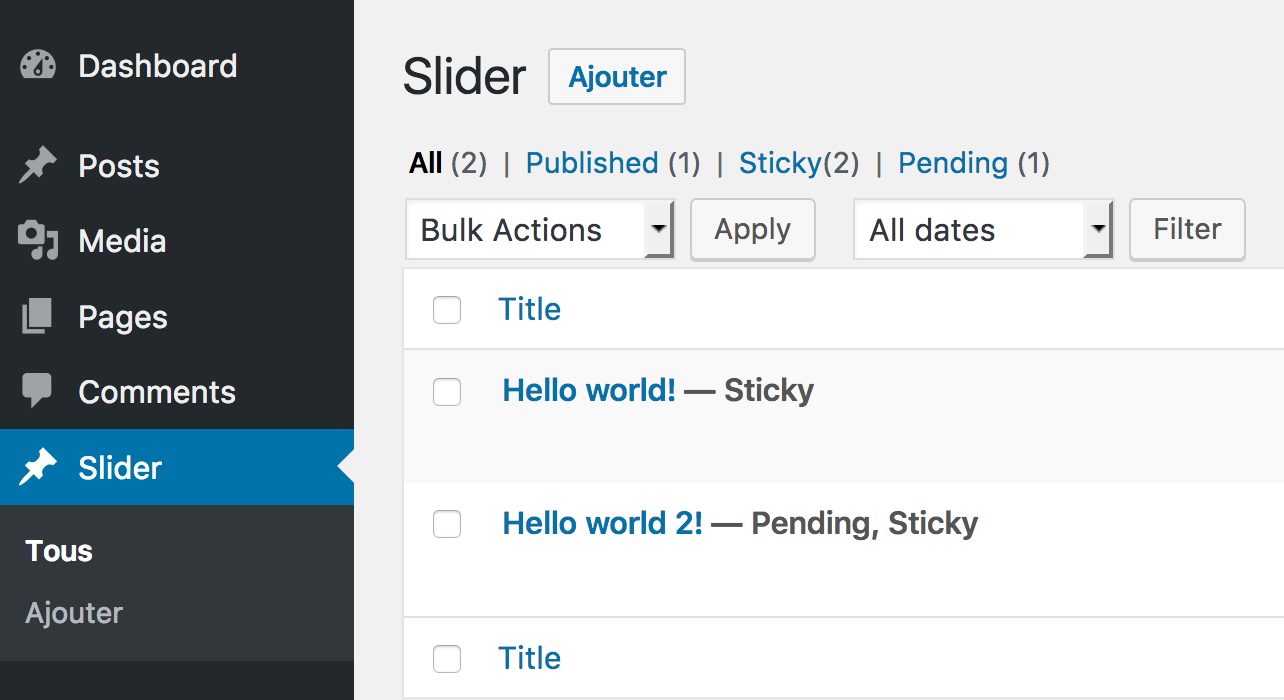 Dashboard
Posts
Media
Pages
Comments
Slider
Tous
Ajouter
Slider Ajouter
All (2) | Published (1) | Sticky(2) | Pending (1)
Bulk Actions Apply All dates Filter
Title
Hello world! — Sticky
Hello world 2! — Pending, Sticky
Title